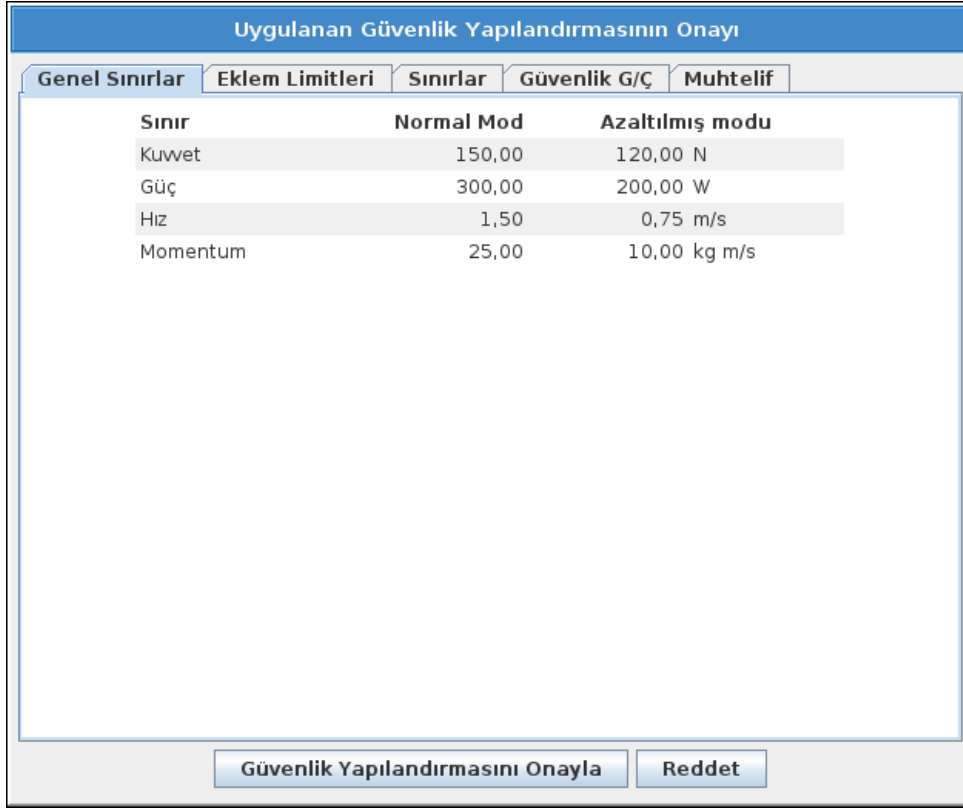 Uygulanan Güvenlik Yapılandırmasının Onayı
Genel Sınırlar Eklem Limitleri Sınırlar Güvenlik G/Ç Muhtelif
Sınır Normal Mod Azaltılmış modu
Kuvvet 150,00 120,00 N
Güç 300,00 200,00 W
Hız 1,50 0,75 m/s
Momentum 25,00 10,00 kg m/s
Güvenlik Yapılandırmasını Onayla Reddet